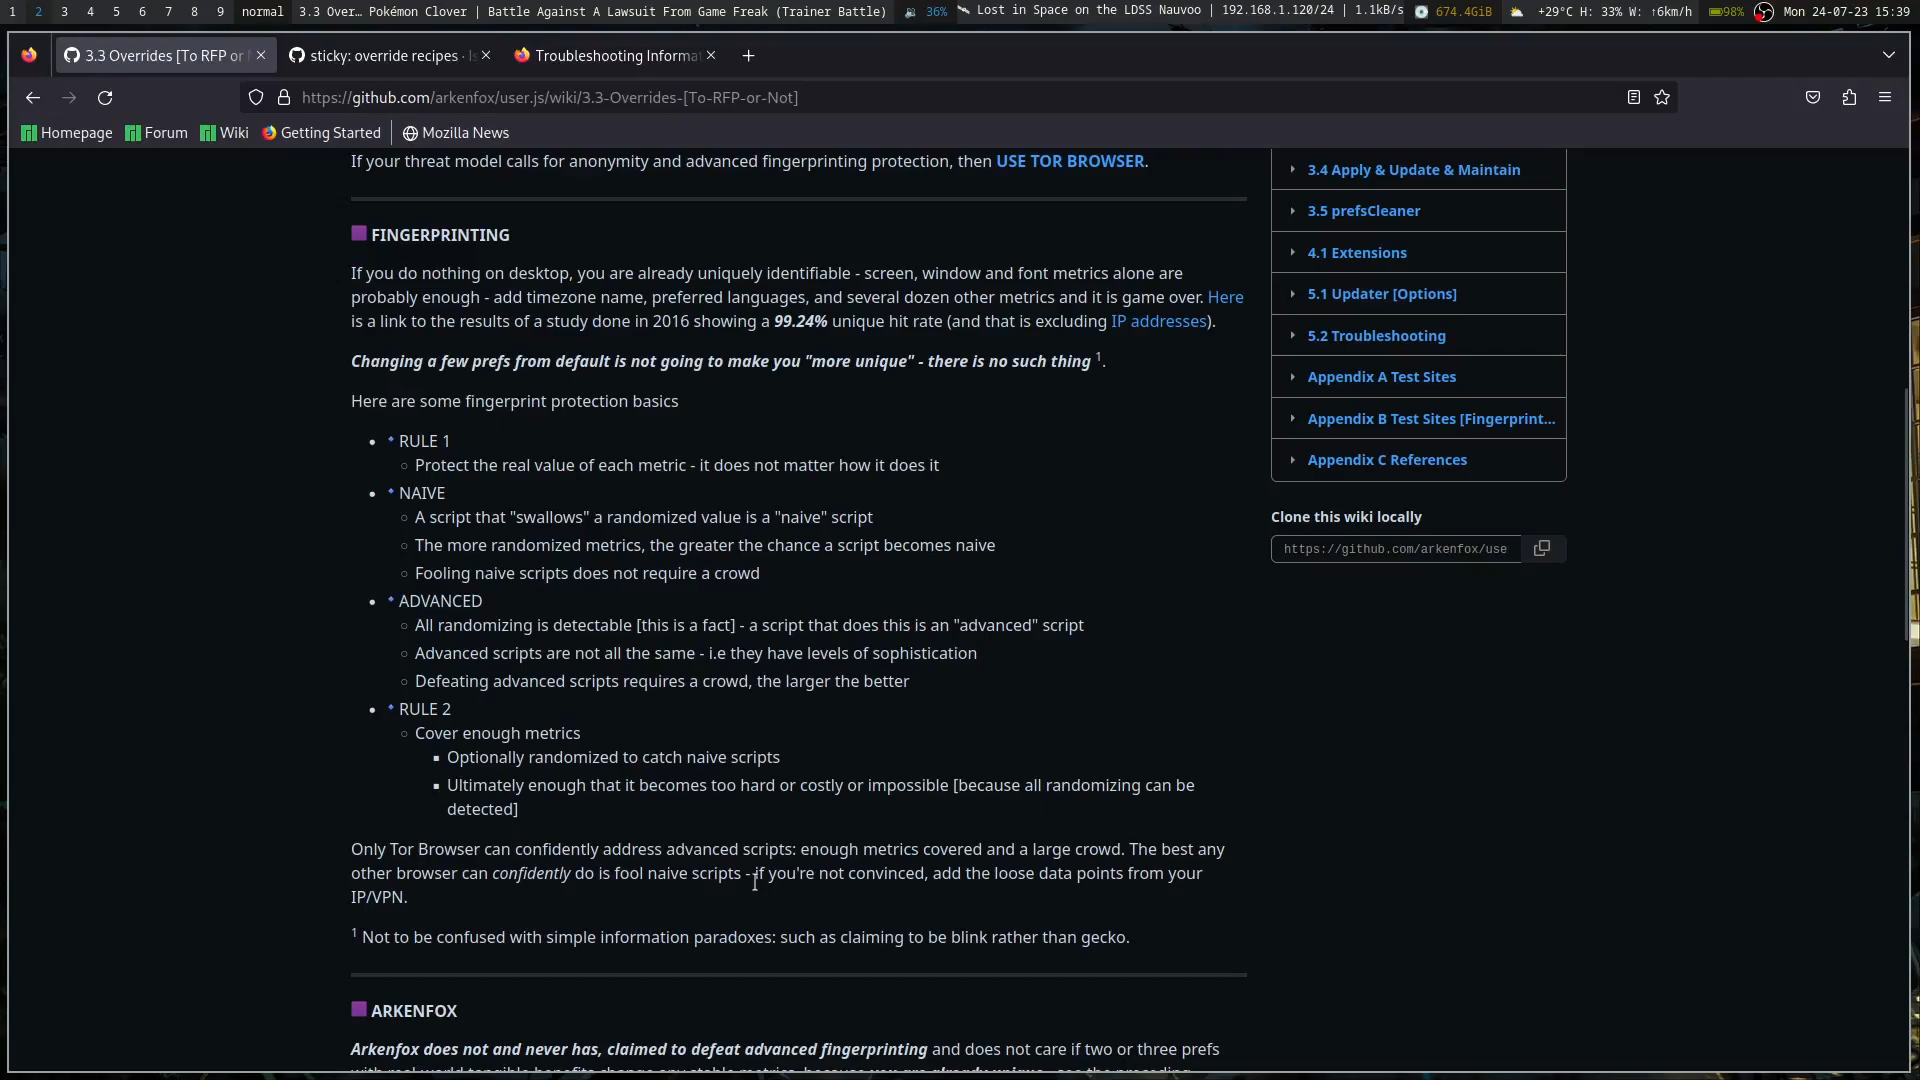 1 2 3 4 5 6 7 8 9 normal 3.3 Over… Pokémon Clover | Battle Against A Lawsuit From Game Freak (Trainer Battle) 36% Lost in Space on the LDSS Nauvoo | 192.168.1.120/24 | 1.1kB/s 674.4GiB +29°C H: 33% W: ↑6km/h 98% Mon 24-07-23 15:39
3.3 Overrides [To RFP or sticky: override recipes · Troubleshooting Informa
https://github.com/arkenfox/user.js/wiki/3.3-Overrides-[To-RFP-or-Not]
Homepage Forum Wiki Getting Started Mozilla News
If your threat model calls for anonymity and advanced fingerprinting protection, then USE TOR BROWSER.
FINGERPRINTING
If you do nothing on desktop, you are already uniquely identifiable - screen, window and font metrics alone are
probably enough - add timezone name, preferred languages, and several dozen other metrics and it is game over. Here
is a link to the results of a study done in 2016 showing a 99.24% unique hit rate (and that is excluding IP addresses).
Changing a few prefs from default is not going to make you "more unique" - there is no such thing 1.
Here are some fingerprint protection basics
RULE 1
Protect the real value of each metric - it does not matter how it does it
NAIVE
A script that "swallows" a randomized value is a "naive" script
The more randomized metrics, the greater the chance a script becomes naive
Fooling naive scripts does not require a crowd
ADVANCED
All randomizing is detectable [this is a fact] - a script that does this is an "advanced" script
Advanced scripts are not all the same - i.e they have levels of sophistication
Defeating advanced scripts requires a crowd, the larger the better
RULE 2
Cover enough metrics
Optionally randomized to catch naive scripts
Ultimately enough that it becomes too hard or costly or impossible [because all randomizing can be
detected]
Only Tor Browser can confidently address advanced scripts: enough metrics covered and a large crowd. The best any
other browser can confidently do is fool naive scripts - if you're not convinced, add the loose data points from your
IP/VPN.
1 Not to be confused with simple information paradoxes: such as claiming to be blink rather than gecko.
ARKENFOX
Arkenfox does not and never has, claimed to defeat advanced fingerprinting and does not care if two or three prefs
3.4 Apply & Update & Maintain
3.5 prefsCleaner
4.1 Extensions
5.1 Updater [Options]
5.2 Troubleshooting
Appendix A Test Sites
Appendix B Test Sites [Fingerprint…
Appendix C References
Clone this wiki locally
https://github.com/arkenfox/use